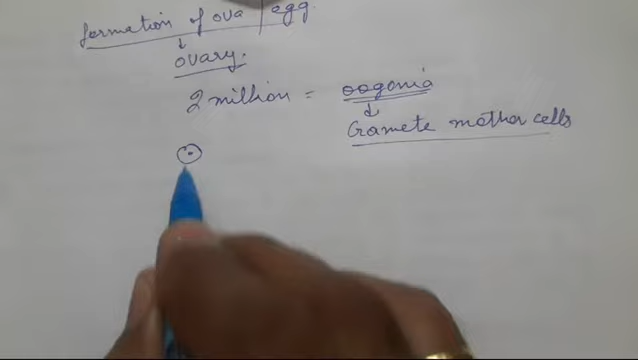 formation of ova / egg.
↓
ovary.
2 million = oogonia
↓
Gamete mother cells